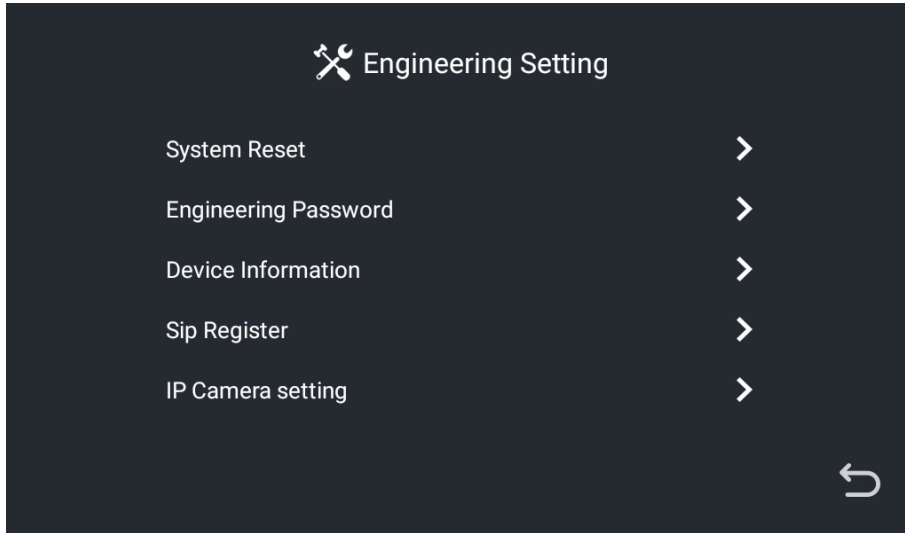 Engineering Setting
System Reset
Engineering Password
Device Information
Sip Register
IP Camera setting